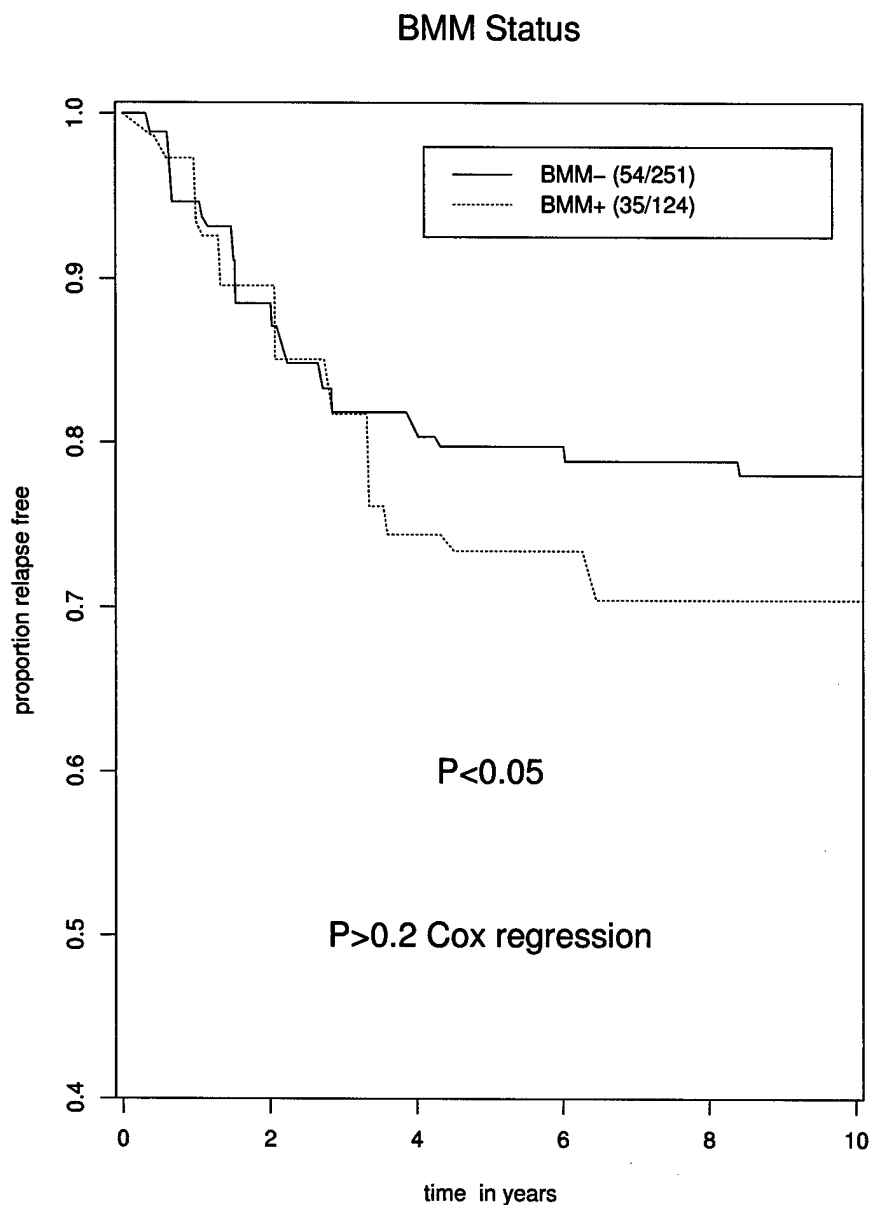 BMM Status
BMM− (54/251)
BMM+ (35/124)
P<0.05
P>0.2 Cox regression
proportion relapse free
1.0
0.9
0.8
0.7
0.6
0.5
0.4
0
2
4
6
8
10
time in years